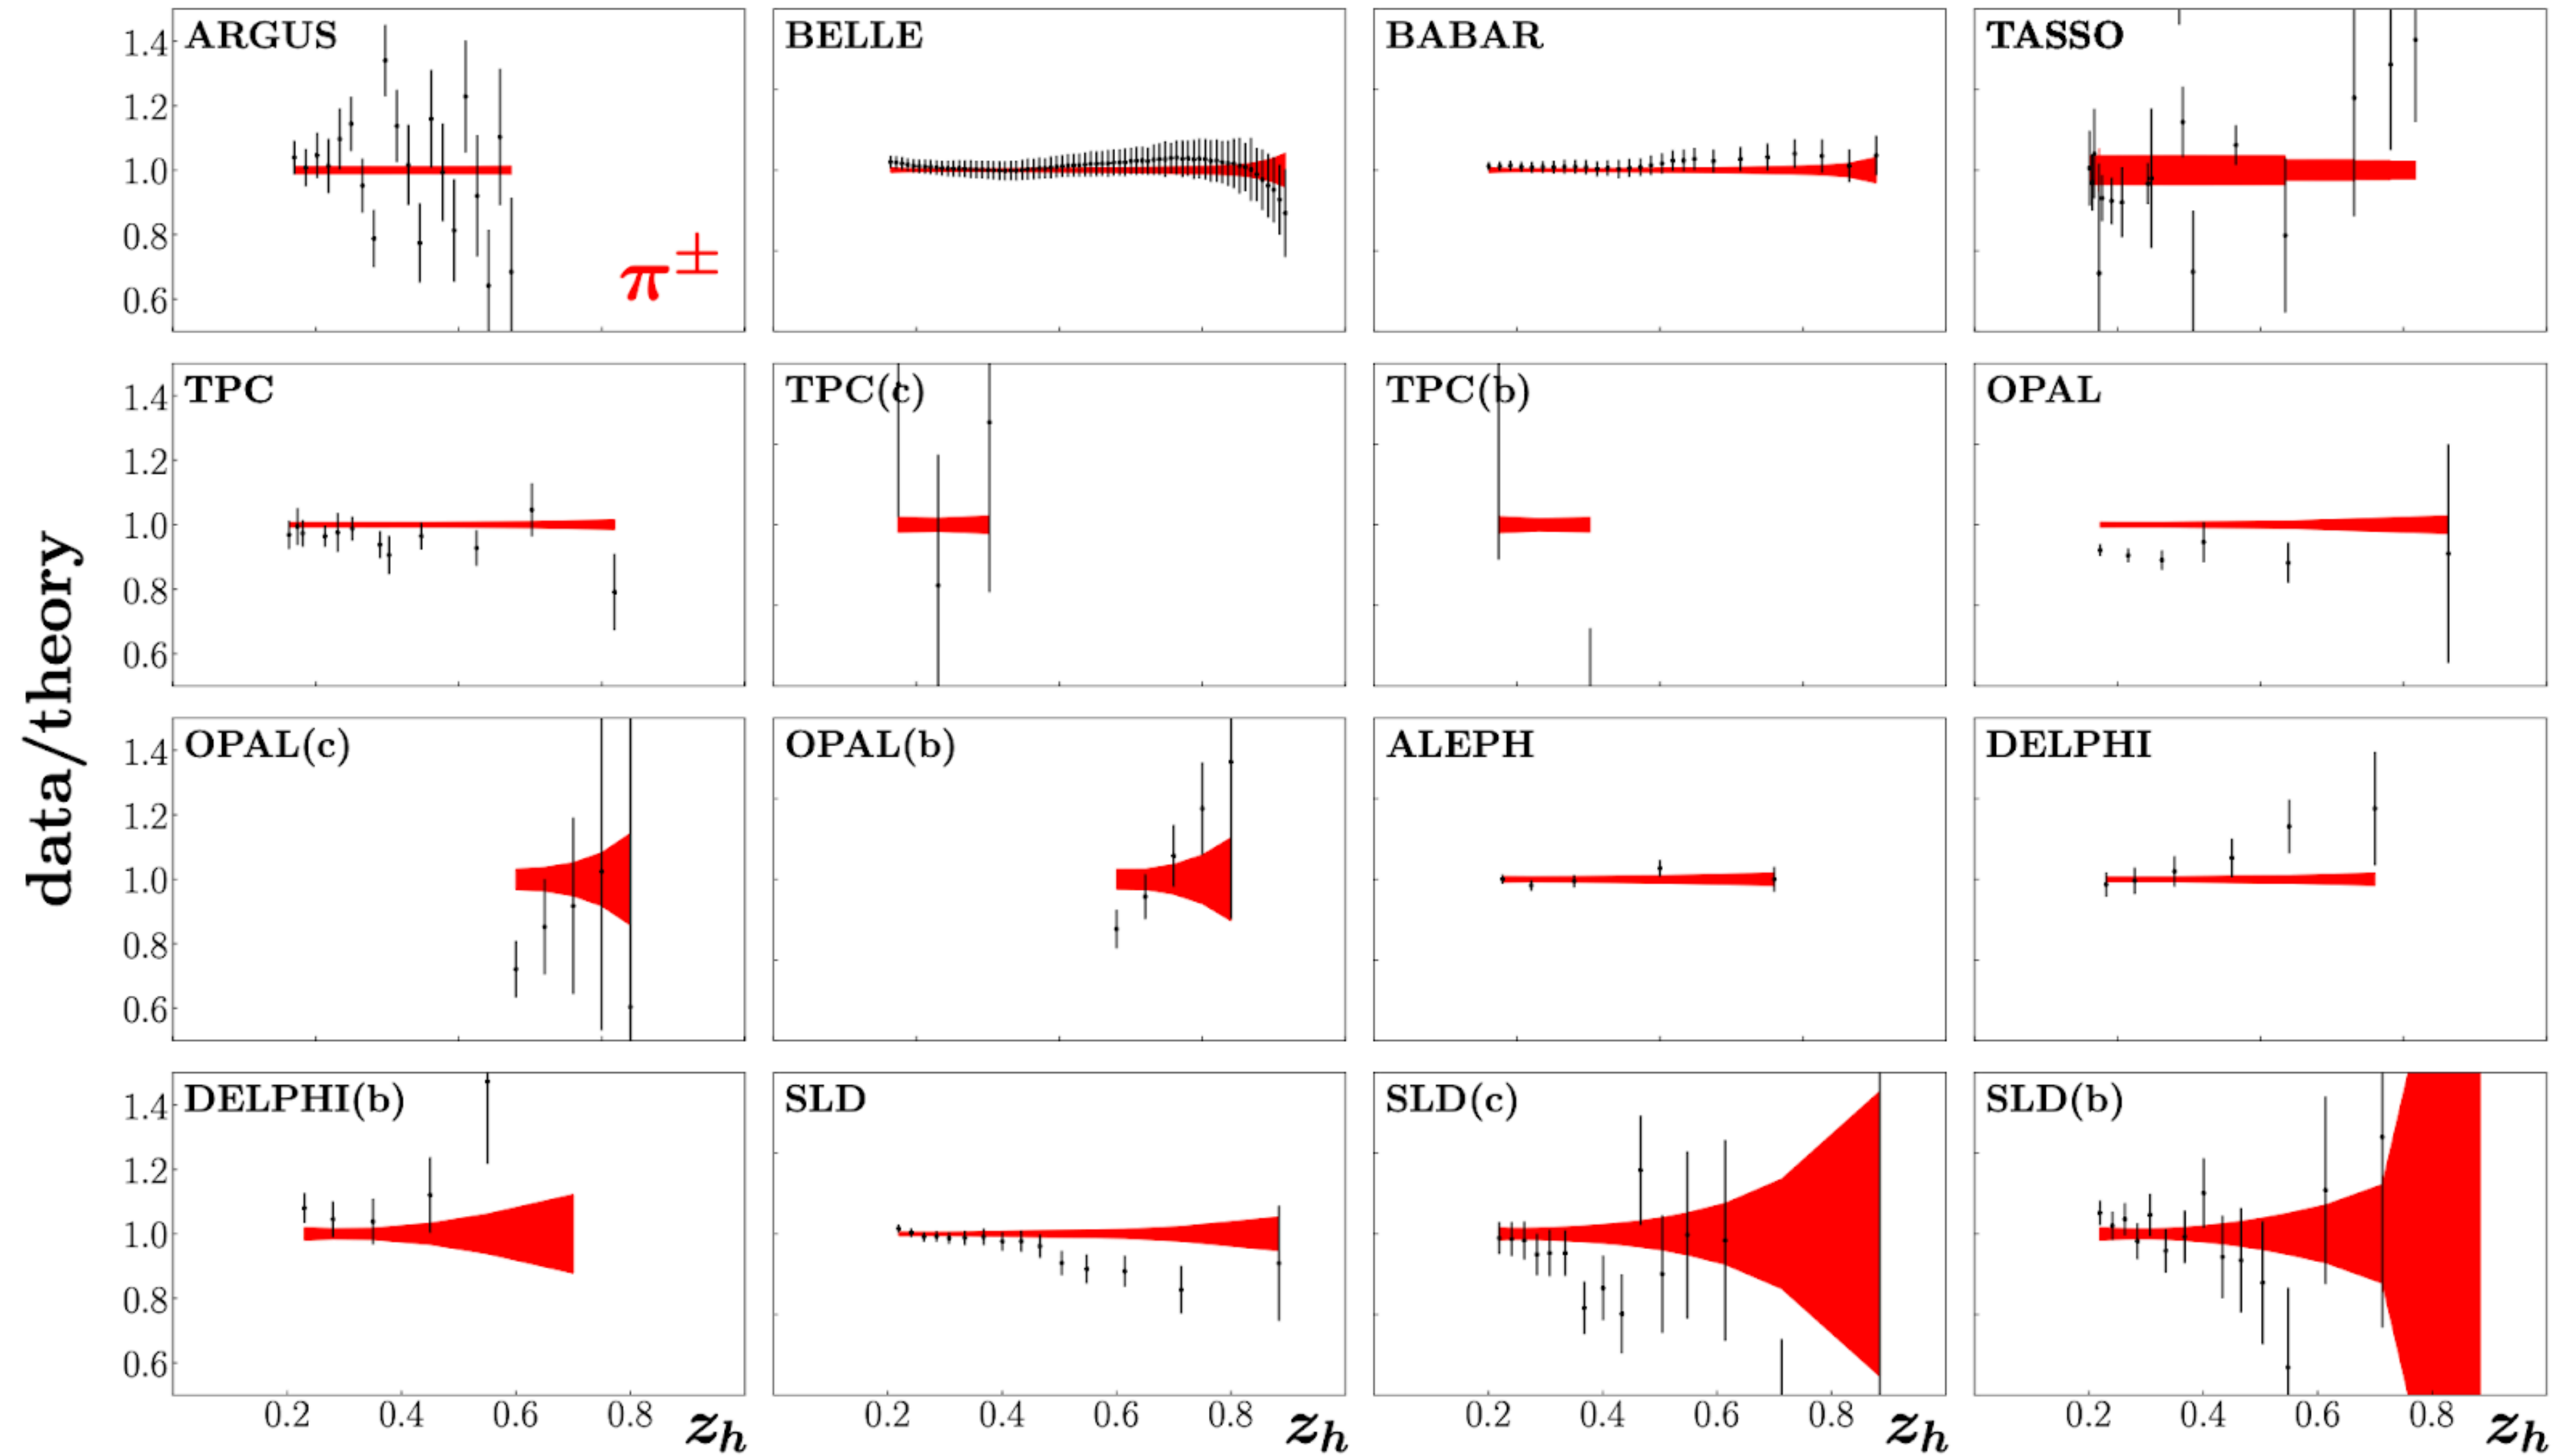 data/theory
ARGUS
BELLE
BABAR
TASSO
1.4
1.2
1.0
0.8
0.6
π±
TPC
TPC(c)
TPC(b)
OPAL
1.4
1.2
1.0
0.8
0.6
OPAL(c)
OPAL(b)
ALEPH
DELPHI
1.4
1.2
1.0
0.8
0.6
DELPHI(b)
SLD
SLD(c)
SLD(b)
1.4
1.2
1.0
0.8
0.6
0.2 0.4 0.6 0.8 zh
0.2 0.4 0.6 0.8 zh
0.2 0.4 0.6 0.8 zh
0.2 0.4 0.6 0.8 zh